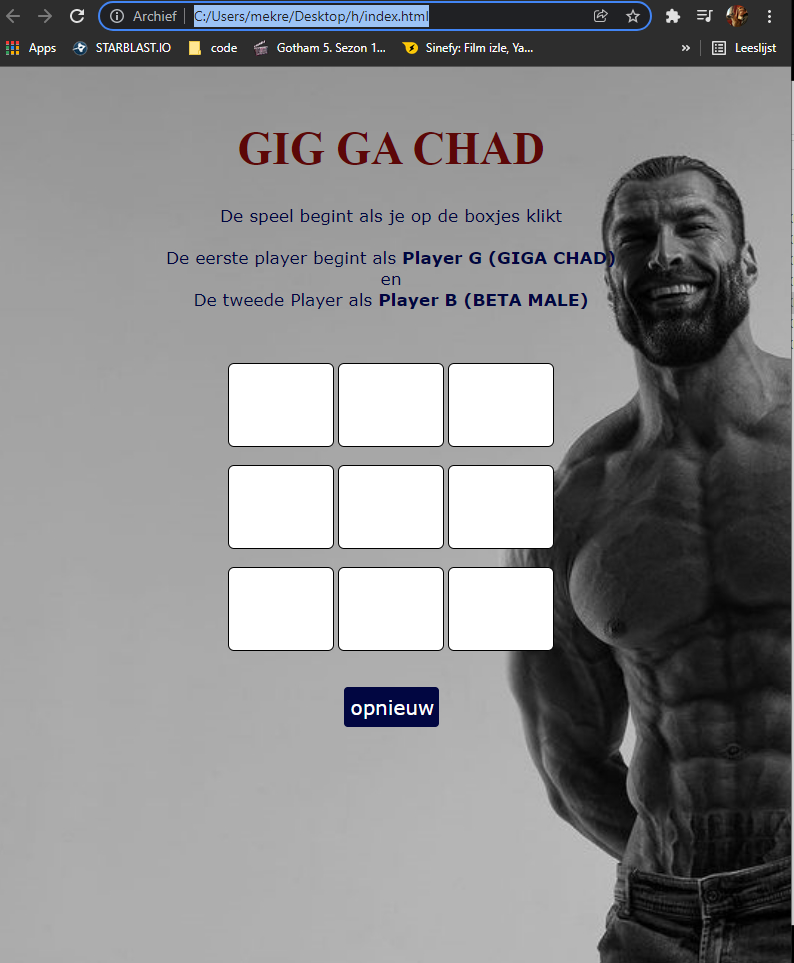 Archief C:/Users/mekre/Desktop/h/index.html
Apps STARBLAST.IO code Gotham 5. Sezon 1... Sinefy: Film izle, Ya... » Leeslijst
GIG GA CHAD
De speel begint als je op de boxjes klikt
De eerste player begint als Player G (GIGA CHAD)
en
De tweede Player als Player B (BETA MALE)
opnieuw